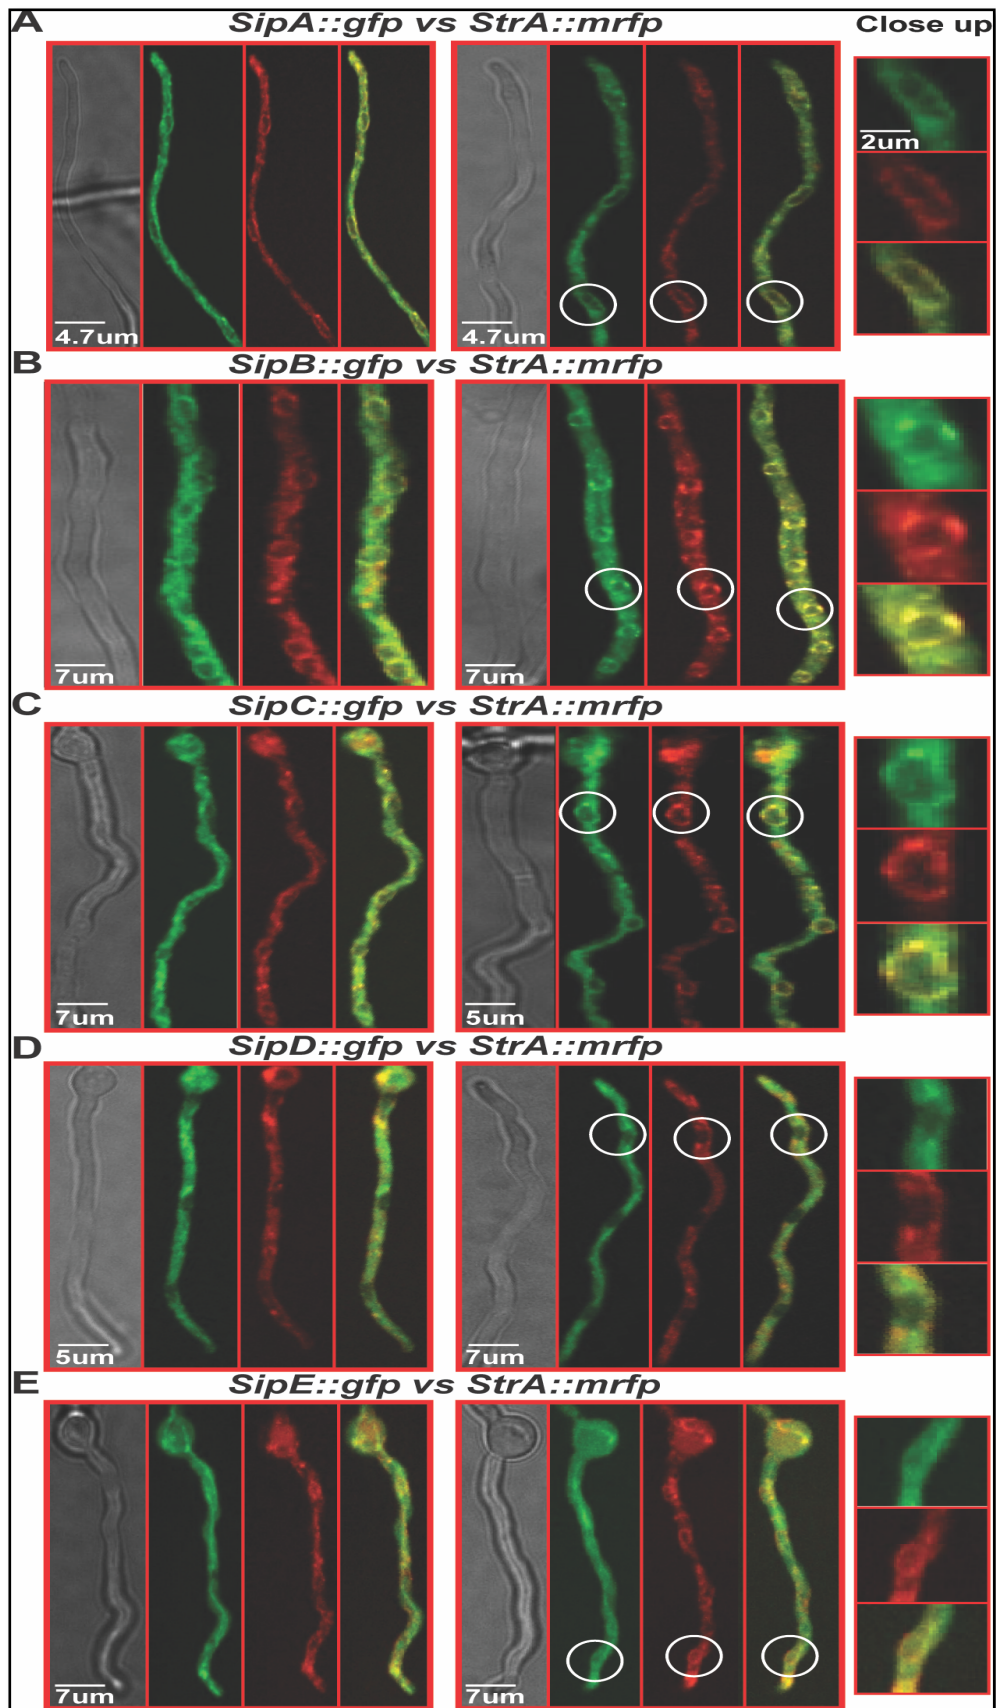 A SipA::gfp vs StrA::mrfp Close up
4.7um 4.7um 2um
B SipB::gfp vs StrA::mrfp
7um 7um
C SipC::gfp vs StrA::mrfp
7um 5um
D SipD::gfp vs StrA::mrfp
5um 7um
E SipE::gfp vs StrA::mrfp
7um 7um